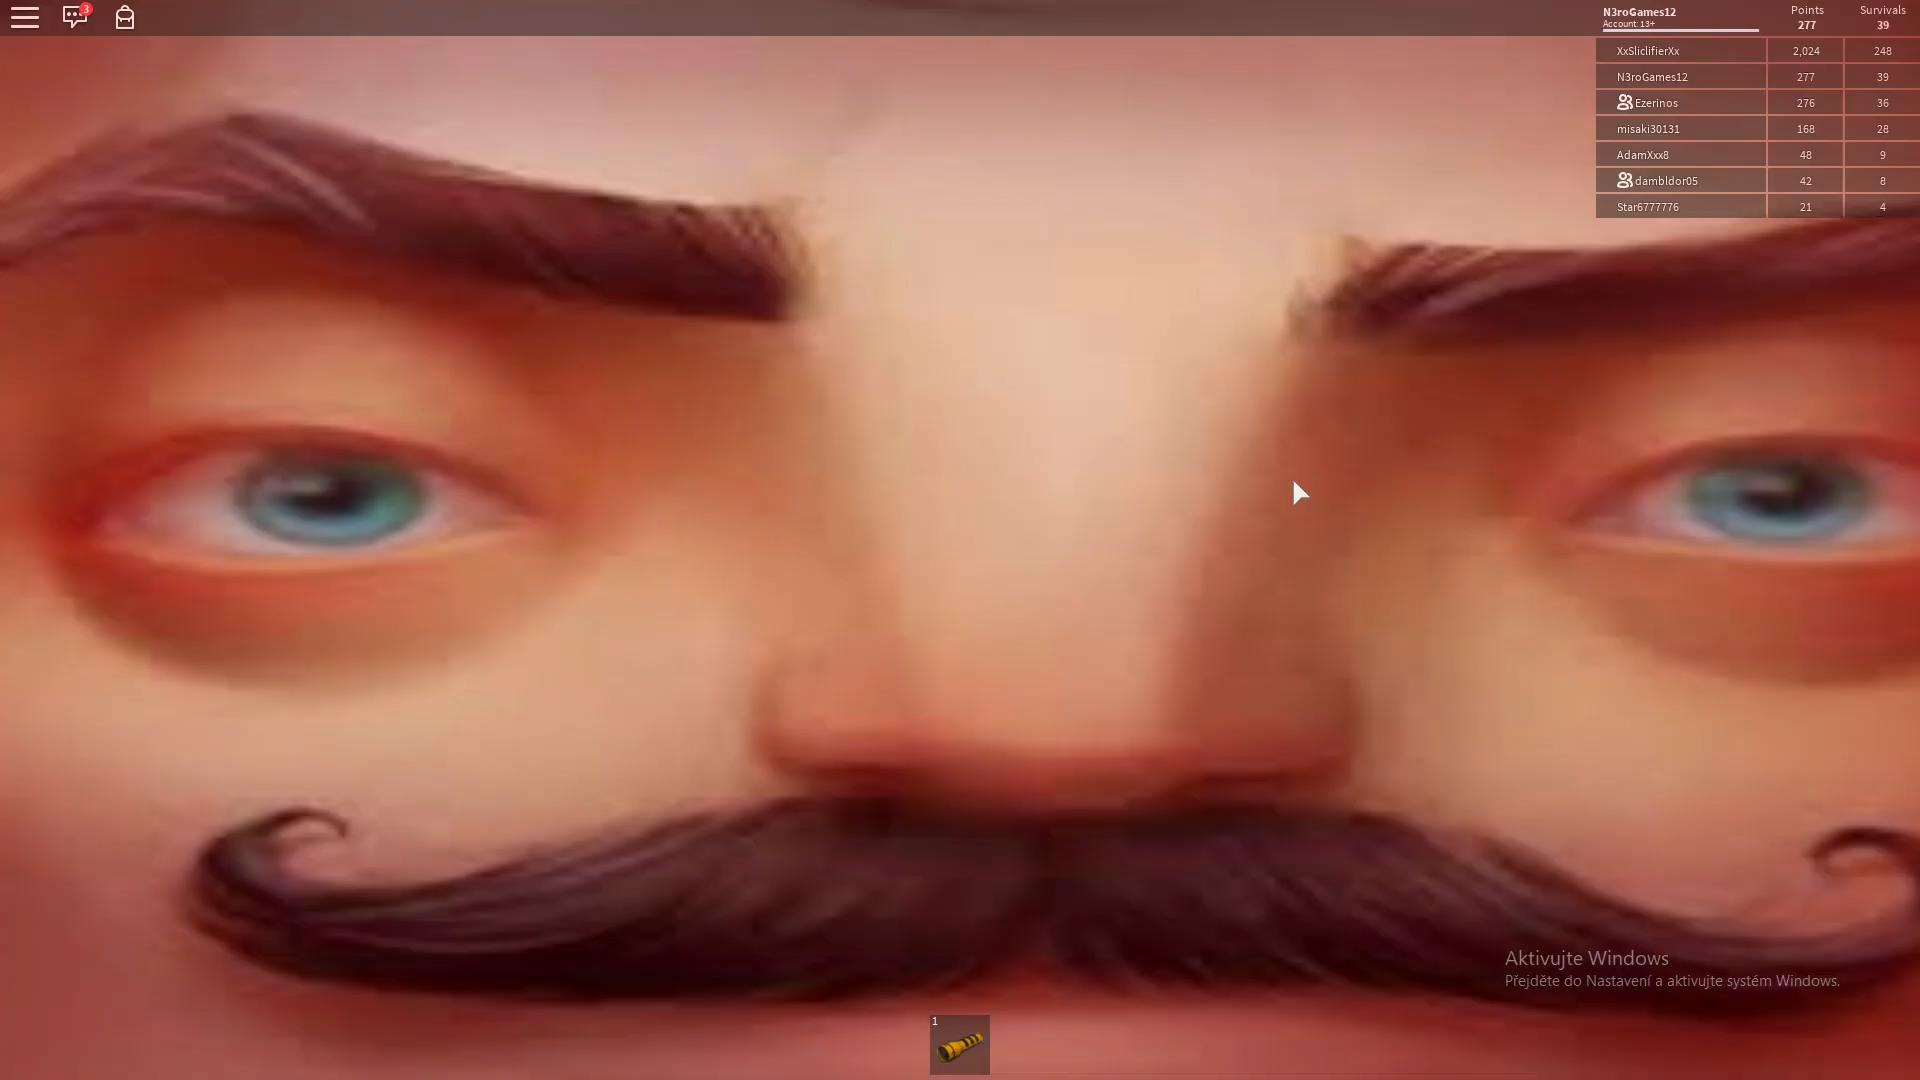 3
N3roGames12
Account: 13+
Points
277
Survivals
39
XxSliclifierXx 2,024 248
N3roGames12 277 39
Ezerinos 276 36
misaki30131 168 28
AdamXxx8 48 9
dambldor05 42 8
Star6777776 21 4
Aktivujte Windows
Přejděte do Nastavení a aktivujte systém Windows.
1